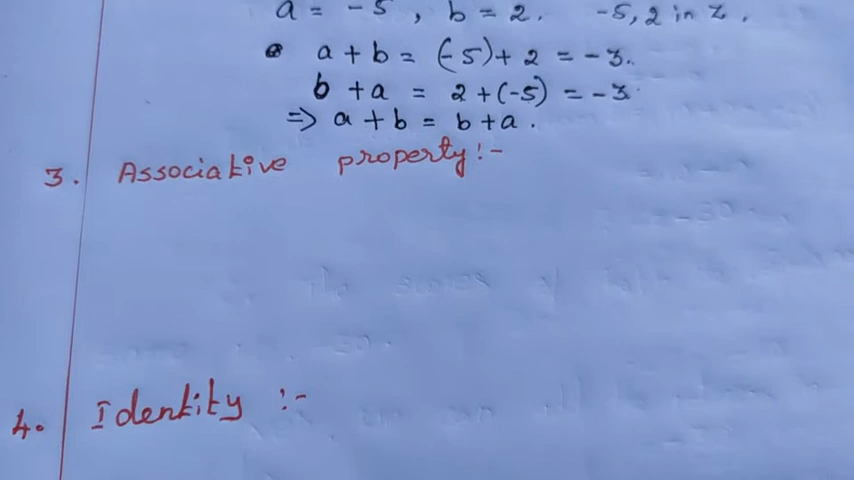 a = -5 , b = 2. -5, 2 in Z.
a + b = (-5) + 2 = -3.
b + a = 2 + (-5) = -3
=> a + b = b + a .
3. Associative property :-
4. Identity :-